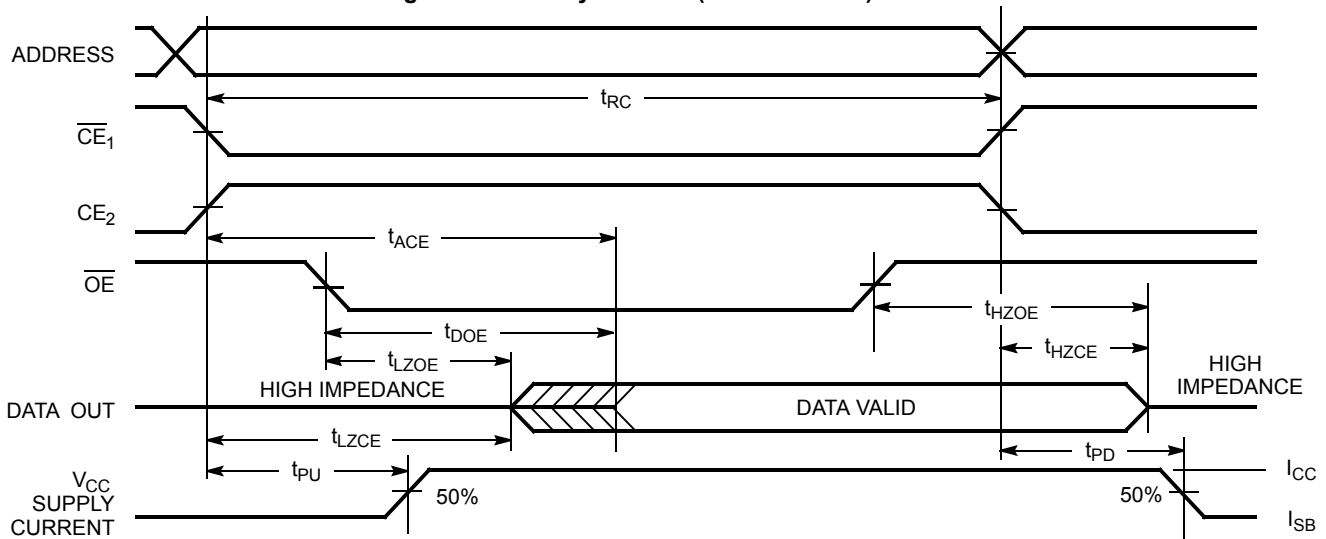 ADDRESS
tRC
CE1
CE2
tACE
OE
tHZOE
tDOE
tLZOE
tHZCE
HIGH IMPEDANCE
HIGH
IMPEDANCE
DATA OUT
DATA VALID
tLZCE
tPU
tPD
VCC
SUPPLY
CURRENT
50%
50%
ICC
ISB